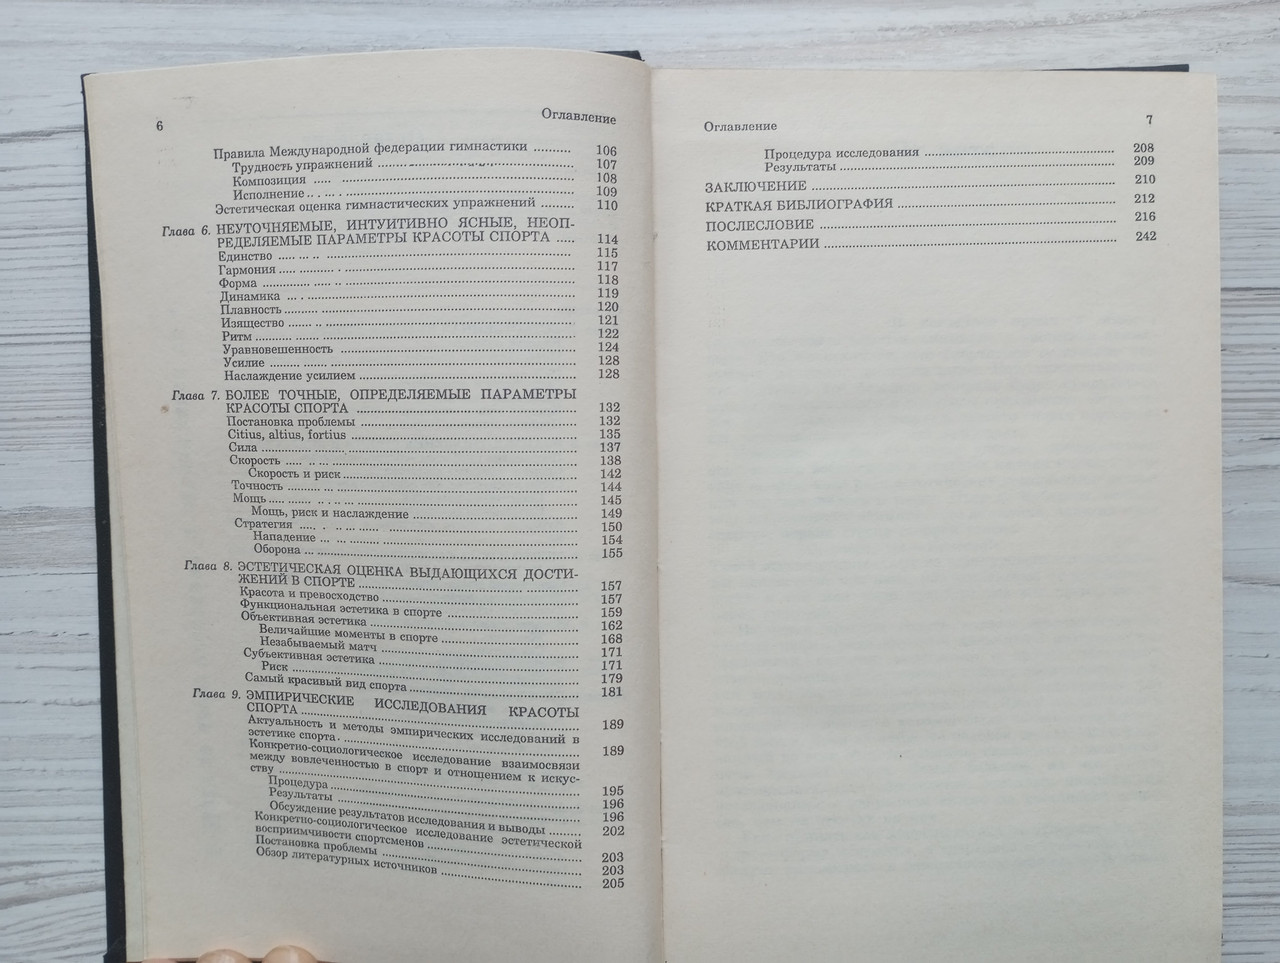 6
Оглавление
Правила Международной федерации гимнастики .......... 106
Трудность упражнений .......... 107
Композиция .......... 108
Исполнение .......... 109
Эстетическая оценка гимнастических упражнений .......... 110
Глава 6. НЕУТОЧНЯЕМЫЕ, ИНТУИТИВНО ЯСНЫЕ, НЕОП-
РЕДЕЛЯЕМЫЕ ПАРАМЕТРЫ КРАСОТЫ СПОРТА ..... 114
Единство .......... 115
Гармония .......... 117
Форма .......... 118
Динамика .......... 119
Плавность .......... 120
Изящество .......... 121
Ритм .......... 122
Уравновешенность .......... 124
Усилие .......... 128
Наслаждение усилием .......... 128
Глава 7. БОЛЕЕ ТОЧНЫЕ, ОПРЕДЕЛЯЕМЫЕ ПАРАМЕТРЫ
КРАСОТЫ СПОРТА .......... 132
Постановка проблемы .......... 132
Citius, altius, fortius .......... 135
Сила .......... 137
Скорость .......... 138
Скорость и риск .......... 142
Точность .......... 144
Мощь .......... 145
Мощь, риск и наслаждение .......... 149
Стратегия .......... 150
Нападение .......... 154
Оборона .......... 155
Глава 8. ЭСТЕТИЧЕСКАЯ ОЦЕНКА ВЫДАЮЩИХСЯ ДОСТИ-
ЖЕНИЙ В СПОРТЕ .......... 157
Красота и превосходство .......... 157
Функциональная эстетика в спорте .......... 159
Объективная эстетика .......... 162
Величайшие моменты в спорте .......... 168
Незабываемый матч .......... 171
Субъективная эстетика .......... 171
Риск .......... 179
Самый красивый вид спорта .......... 181
Глава 9. ЭМПИРИЧЕСКИЕ ИССЛЕДОВАНИЯ КРАСОТЫ
СПОРТА .......... 189
Актуальность и методы эмпирических исследований в
эстетике спорта .......... 189
Конкретно-социологическое исследование взаимосвязи
между вовлеченностью в спорт и отношением к искус-
ству .......... 195
Процедура .......... 196
Результаты .......... 196
Обсуждение результатов исследования и выводы .......... 202
Конкретно-социологическое исследование эстетической
восприимчивости спортсменов .......... 203
Постановка проблемы .......... 203
Обзор литературных источников .......... 205
Оглавление
7
Процедура исследования .......... 208
Результаты .......... 209
ЗАКЛЮЧЕНИЕ .......... 210
КРАТКАЯ БИБЛИОГРАФИЯ .......... 212
ПОСЛЕСЛОВИЕ .......... 216
КОММЕНТАРИИ .......... 242